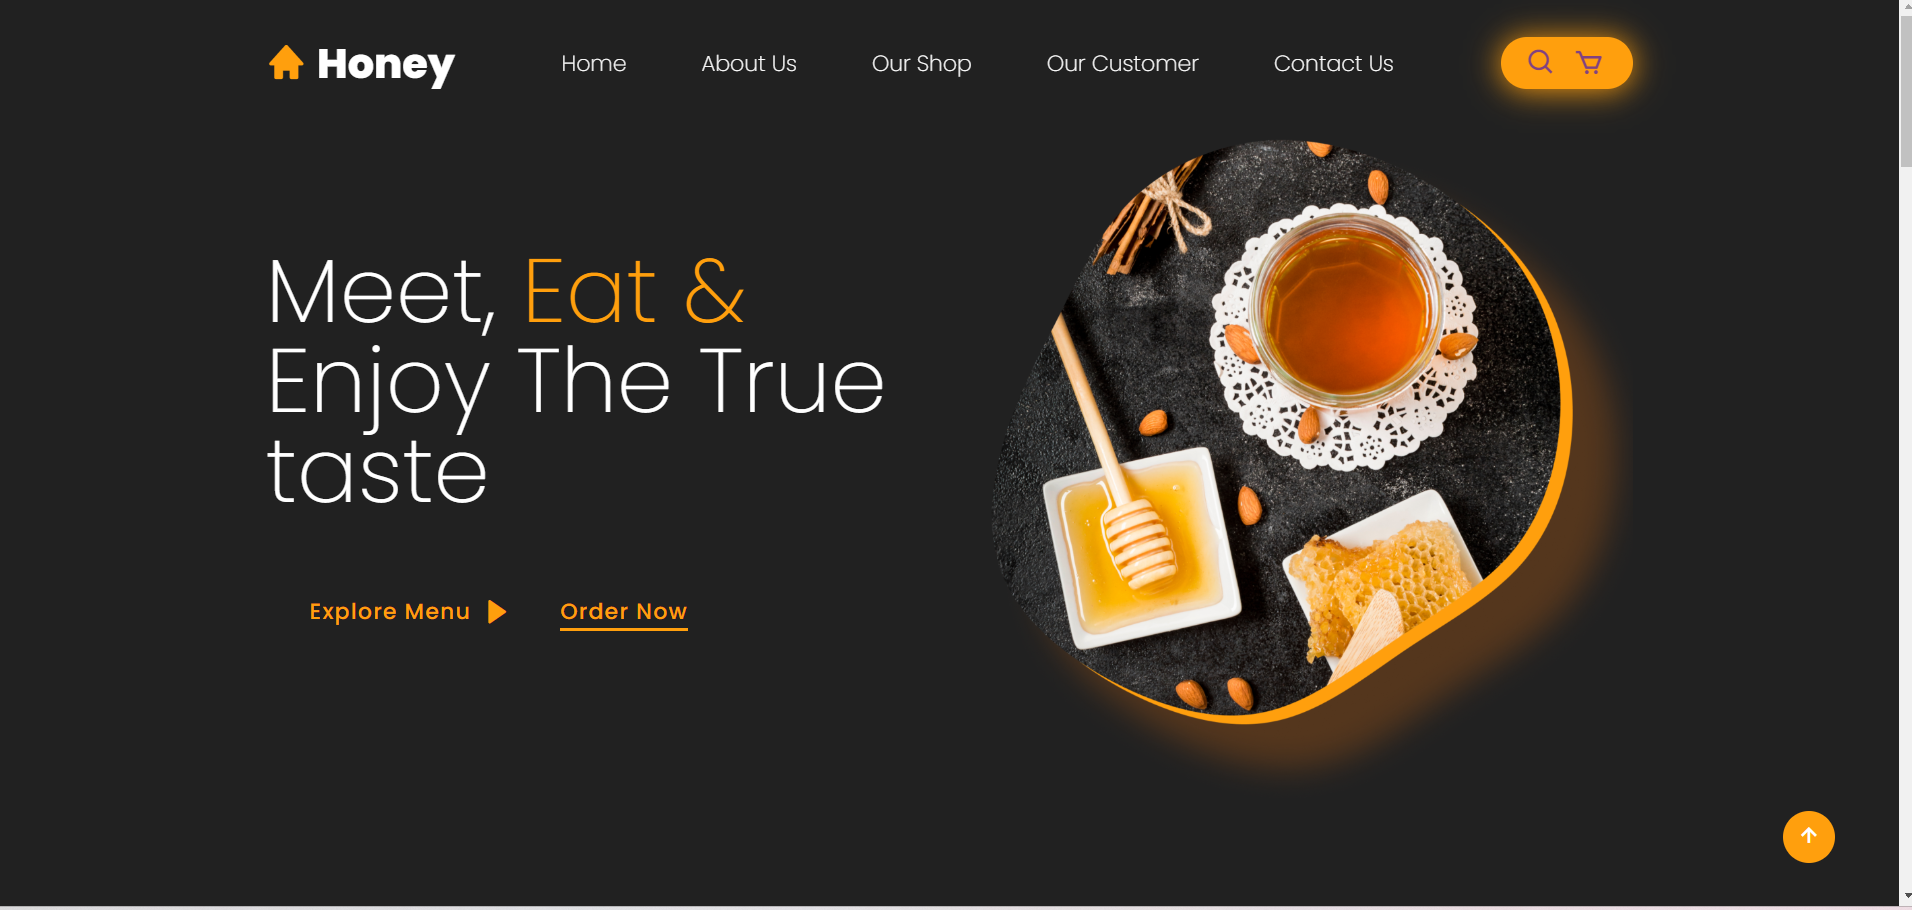 Honey
Home
About Us
Our Shop
Our Customer
Contact Us
Meet, Eat &
Enjoy The True
taste
Explore Menu
Order Now